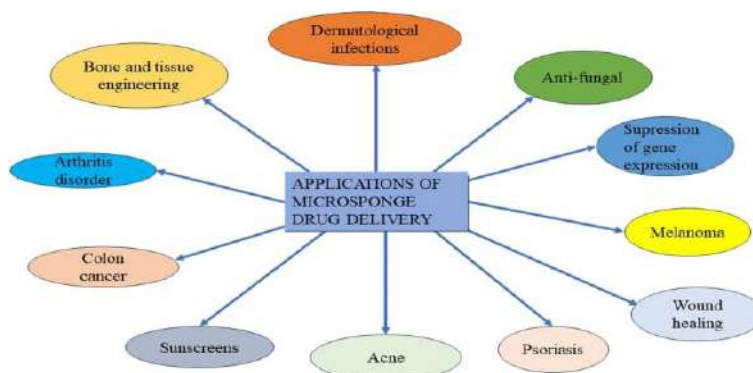 Dermatological
infections
Bone and tissue
engineering
Anti-fungal
Supression
of gene
expression
Arthritis
disorder
APPLICATIONS OF
MICROSPONGE
DRUG DELIVERY
Melanoma
Colon
cancer
Wound
healing
Sunscreens
Acne
Psoriasis